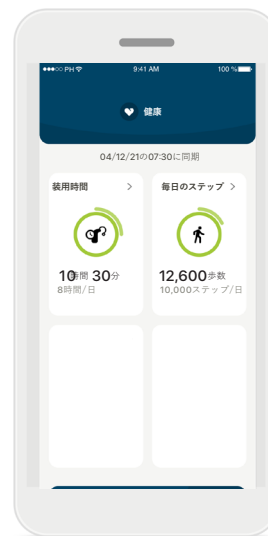 ●●●○○ PH 9:41 AM 100 %
健康
04/12/21の07:30に同期
装用時間 >
10時間 30分
8時間/日
毎日のステップ >
12,600歩数
10,000ステップ/日